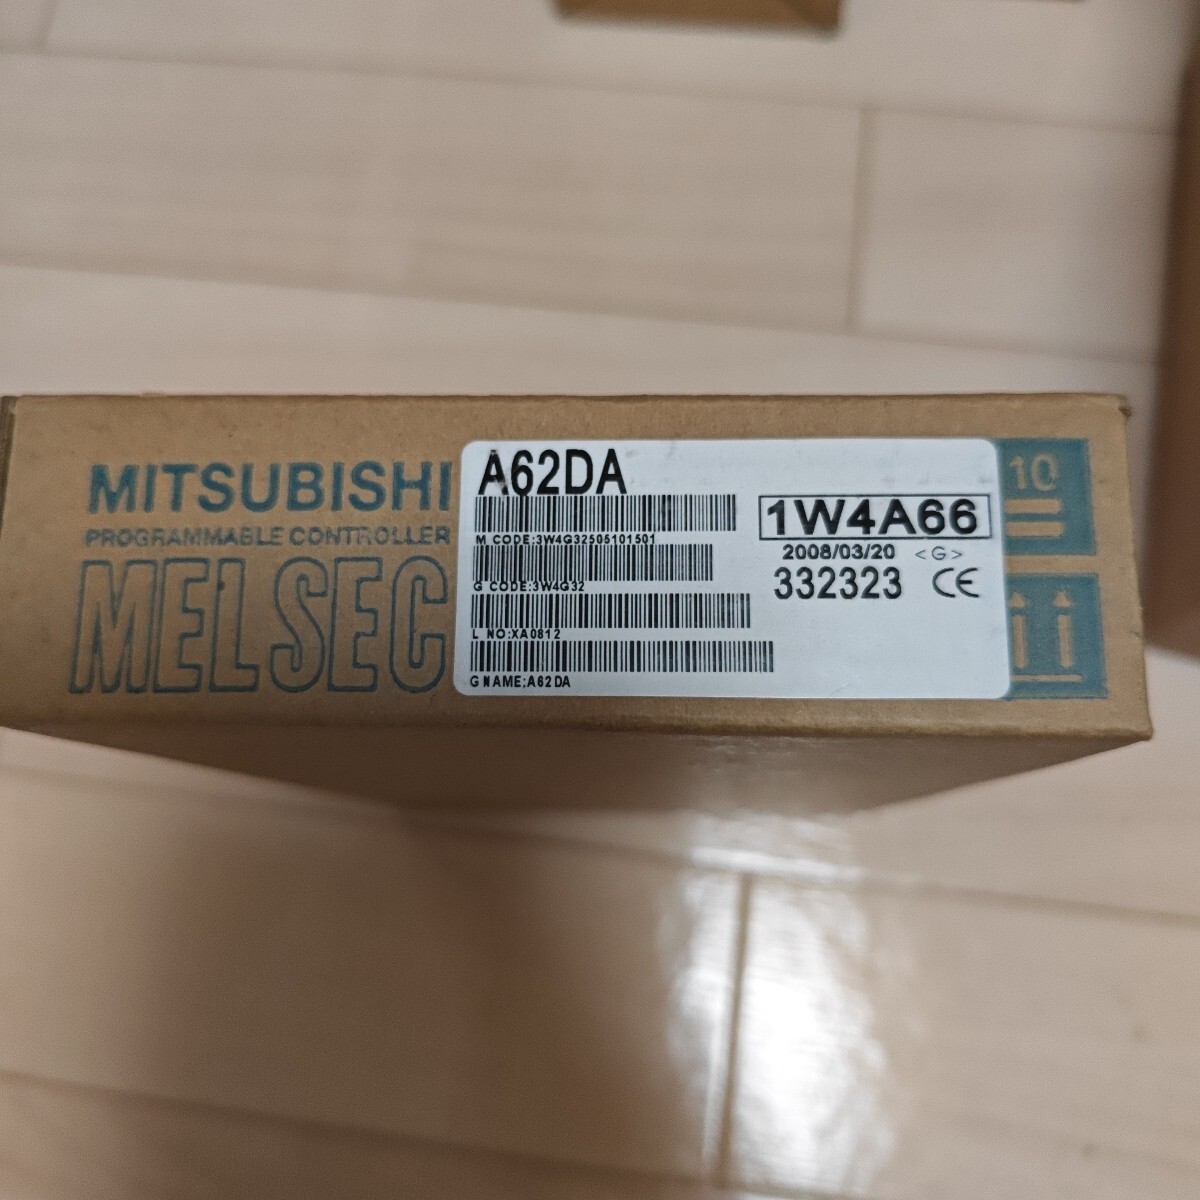 MITSUBISHI
PROGRAMMABLE CONTROLLER
MELSEC
A62DA
M CODE:3W4G32505101501
G CODE:3W4G32
L NO:XA0812
G NAME;A62DA
1W4A66
2008/03/20 <G>
332323 CE
10